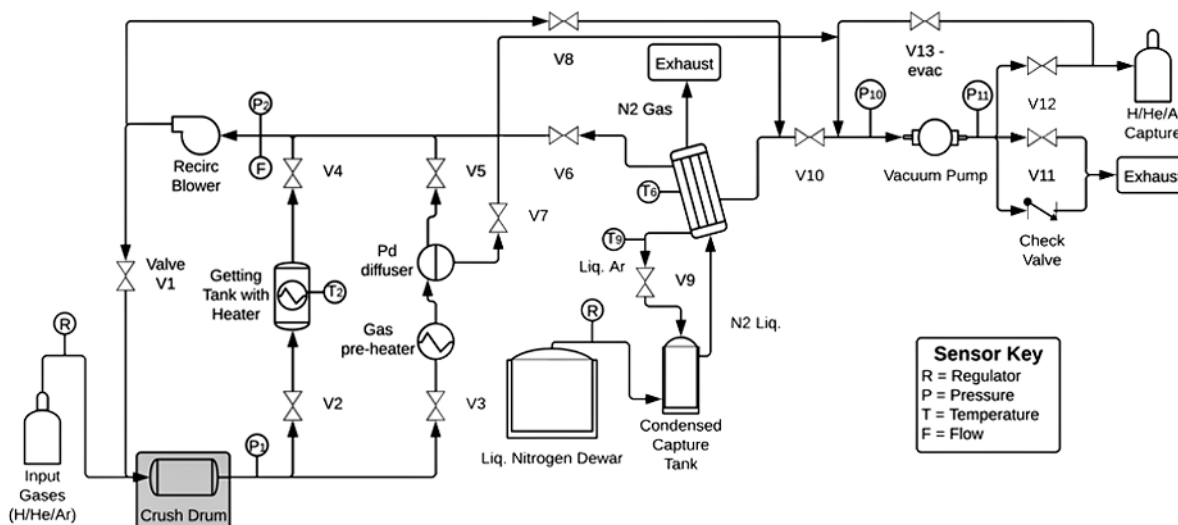 V8
V13 -
evac
Exhaust
P10
P11
V12
H/He/A
Capture
N2 Gas
P2
F
Recirc
Blower
V4
V5
V6
V7
T6
V10
Vacuum Pump
V11
Exhaust
Check
Valve
Valve
V1
Getting
Tank with
Heater
T2
Pd
diffuser
Gas
pre-heater
T9
Liq. Ar
V9
N2 Liq.
R
R
V2
V3
Liq. Nitrogen Dewar
Condensed
Capture
Tank
Input
Gases
(H/He/Ar)
P1
Crush Drum
Sensor Key
R = Regulator
P = Pressure
T = Temperature
F = Flow